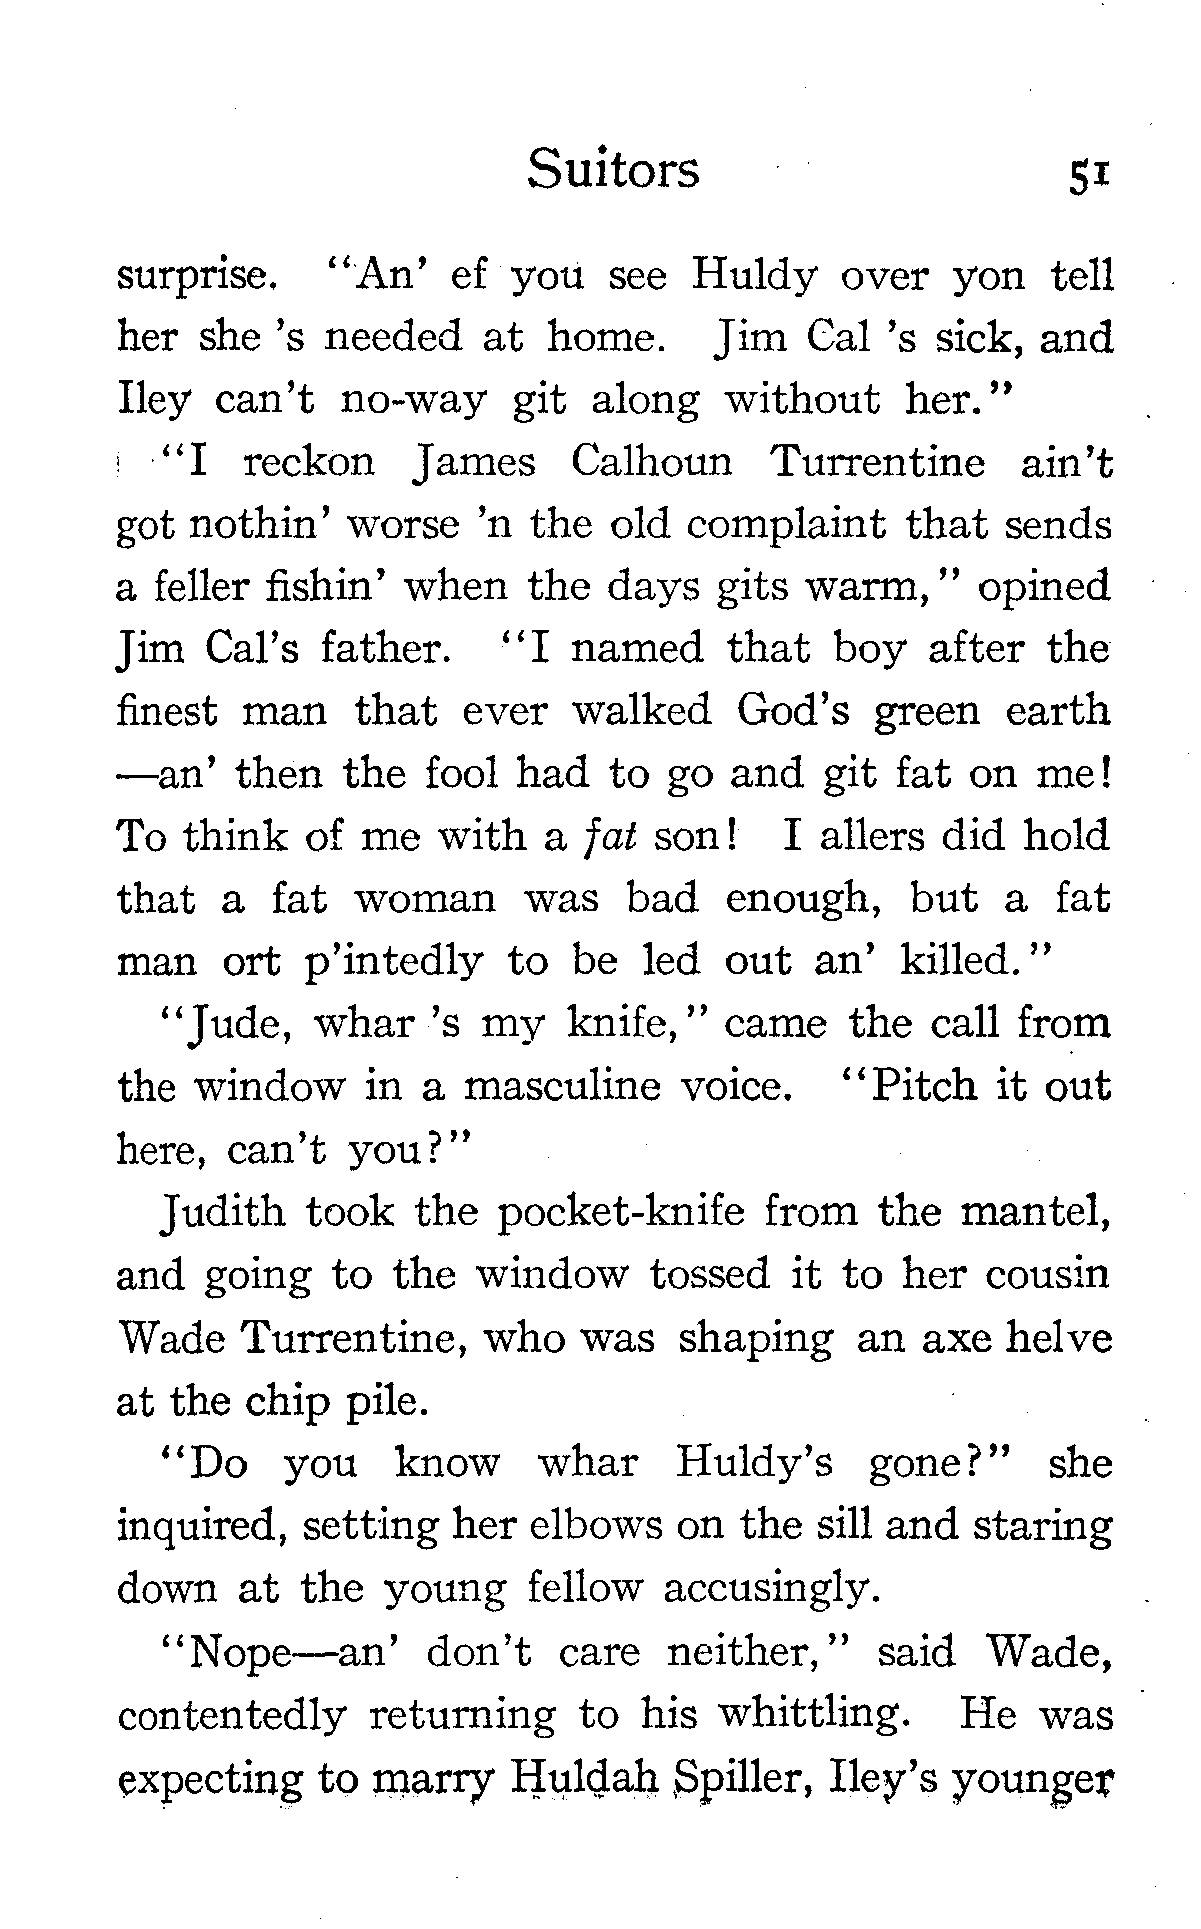 Suitors 51
surprise. "An' ef you see Huldy over yon tell
her she 's needed at home. Jim Cal 's sick, and
Iley can't no-way git along without her."
"I reckon James Calhoun Turrentine ain't
got nothin' worse 'n the old complaint that sends
a feller fishin' when the days gits warm," opined
Jim Cal's father. "I named that boy after the
finest man that ever walked God's green earth
—an' then the fool had to go and git fat on me!
To think of me with a fat son! I allers did hold
that a fat woman was bad enough, but a fat
man ort p'intedly to be led out an' killed."
"Jude, whar 's my knife," came the call from
the window in a masculine voice. "Pitch it out
here, can't you?"
Judith took the pocket-knife from the mantel,
and going to the window tossed it to her cousin
Wade Turrentine, who was shaping an axe helve
at the chip pile.
"Do you know whar Huldy's gone?" she
inquired, setting her elbows on the sill and staring
down at the young fellow accusingly.
"Nope—an' don't care neither," said Wade,
contentedly returning to his whittling. He was
expecting to marry Huldah Spiller, Iley's younger